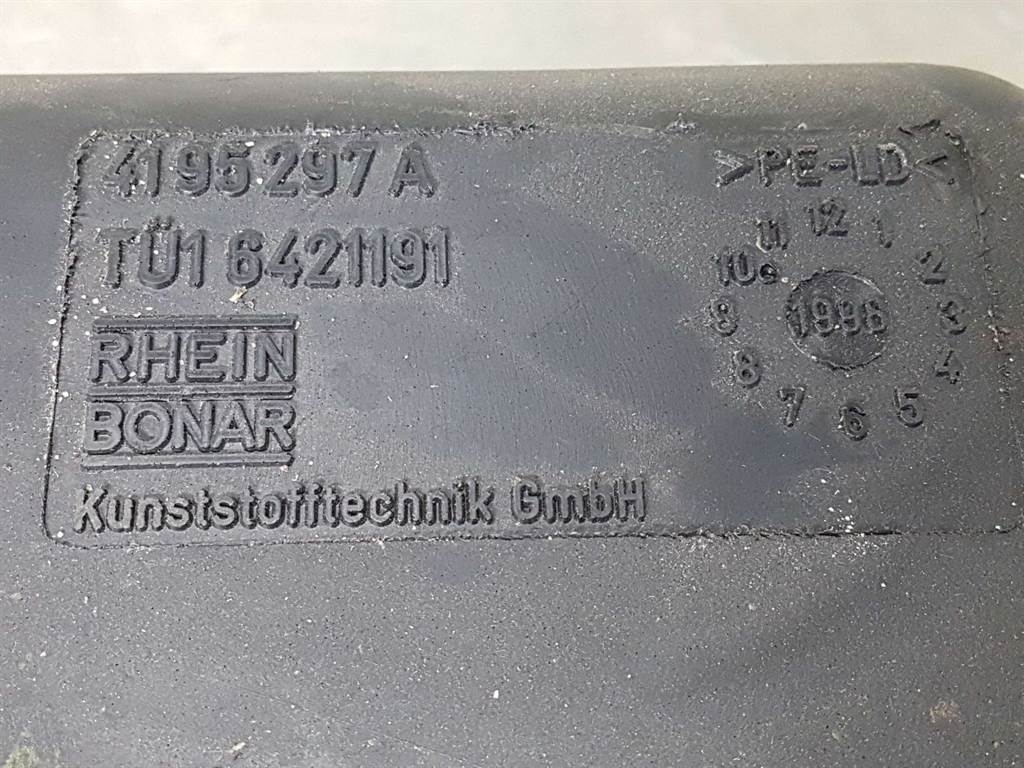 4195297 A
TÜ1 6421191
RHEIN
BONAR
Kunststofftechnik GmbH
>PE-LD<
11 12 1
10 2
9 1996 3
8 4
7 6 5